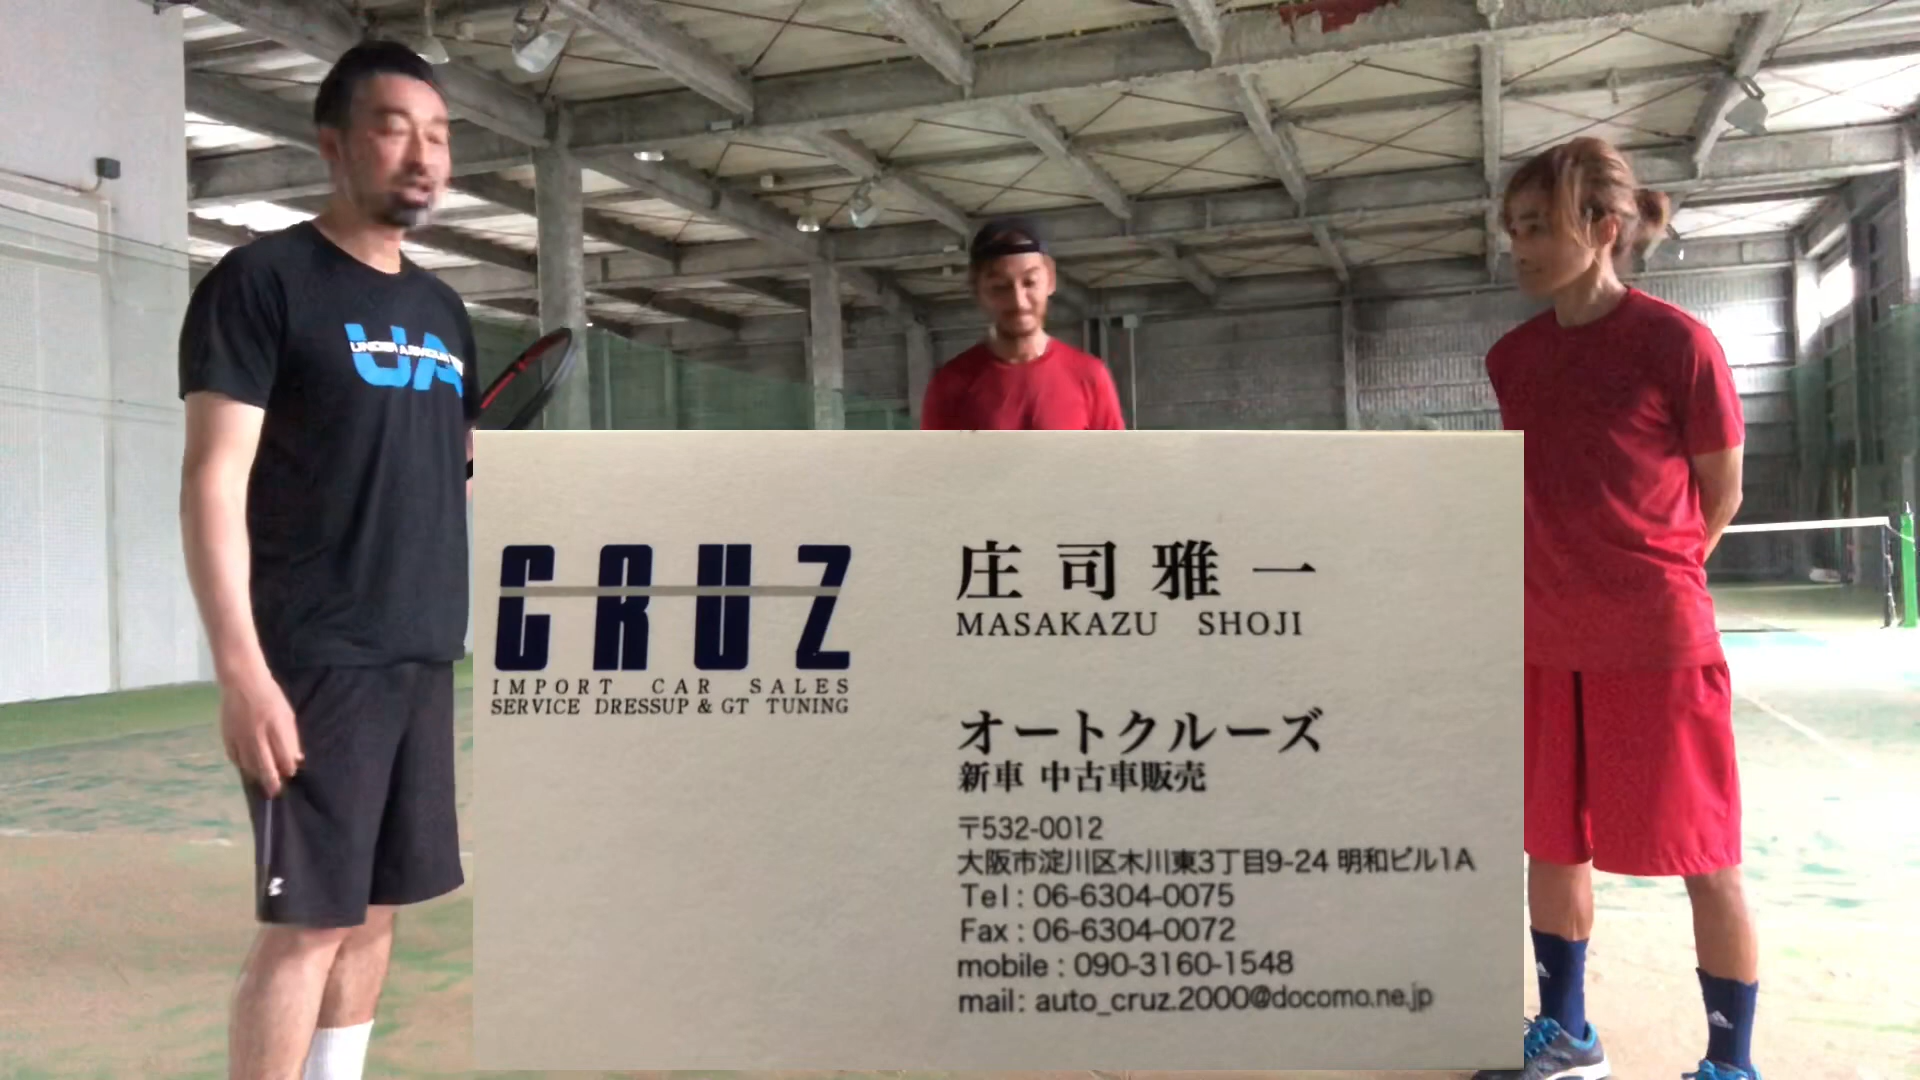 UNDER ARMOUR
UA
CRUZ
IMPORT CAR SALES
SERVICE DRESSUP & GT TUNING
庄司雅一
MASAKAZU SHOJI
オートクルーズ
新車 中古車販売
〒532-0012
大阪市淀川区木川東3丁目9-24 明和ビル1A
Tel : 06-6304-0075
Fax : 06-6304-0072
mobile : 090-3160-1548
mail : auto_cruz.2000@docomo.ne.jp